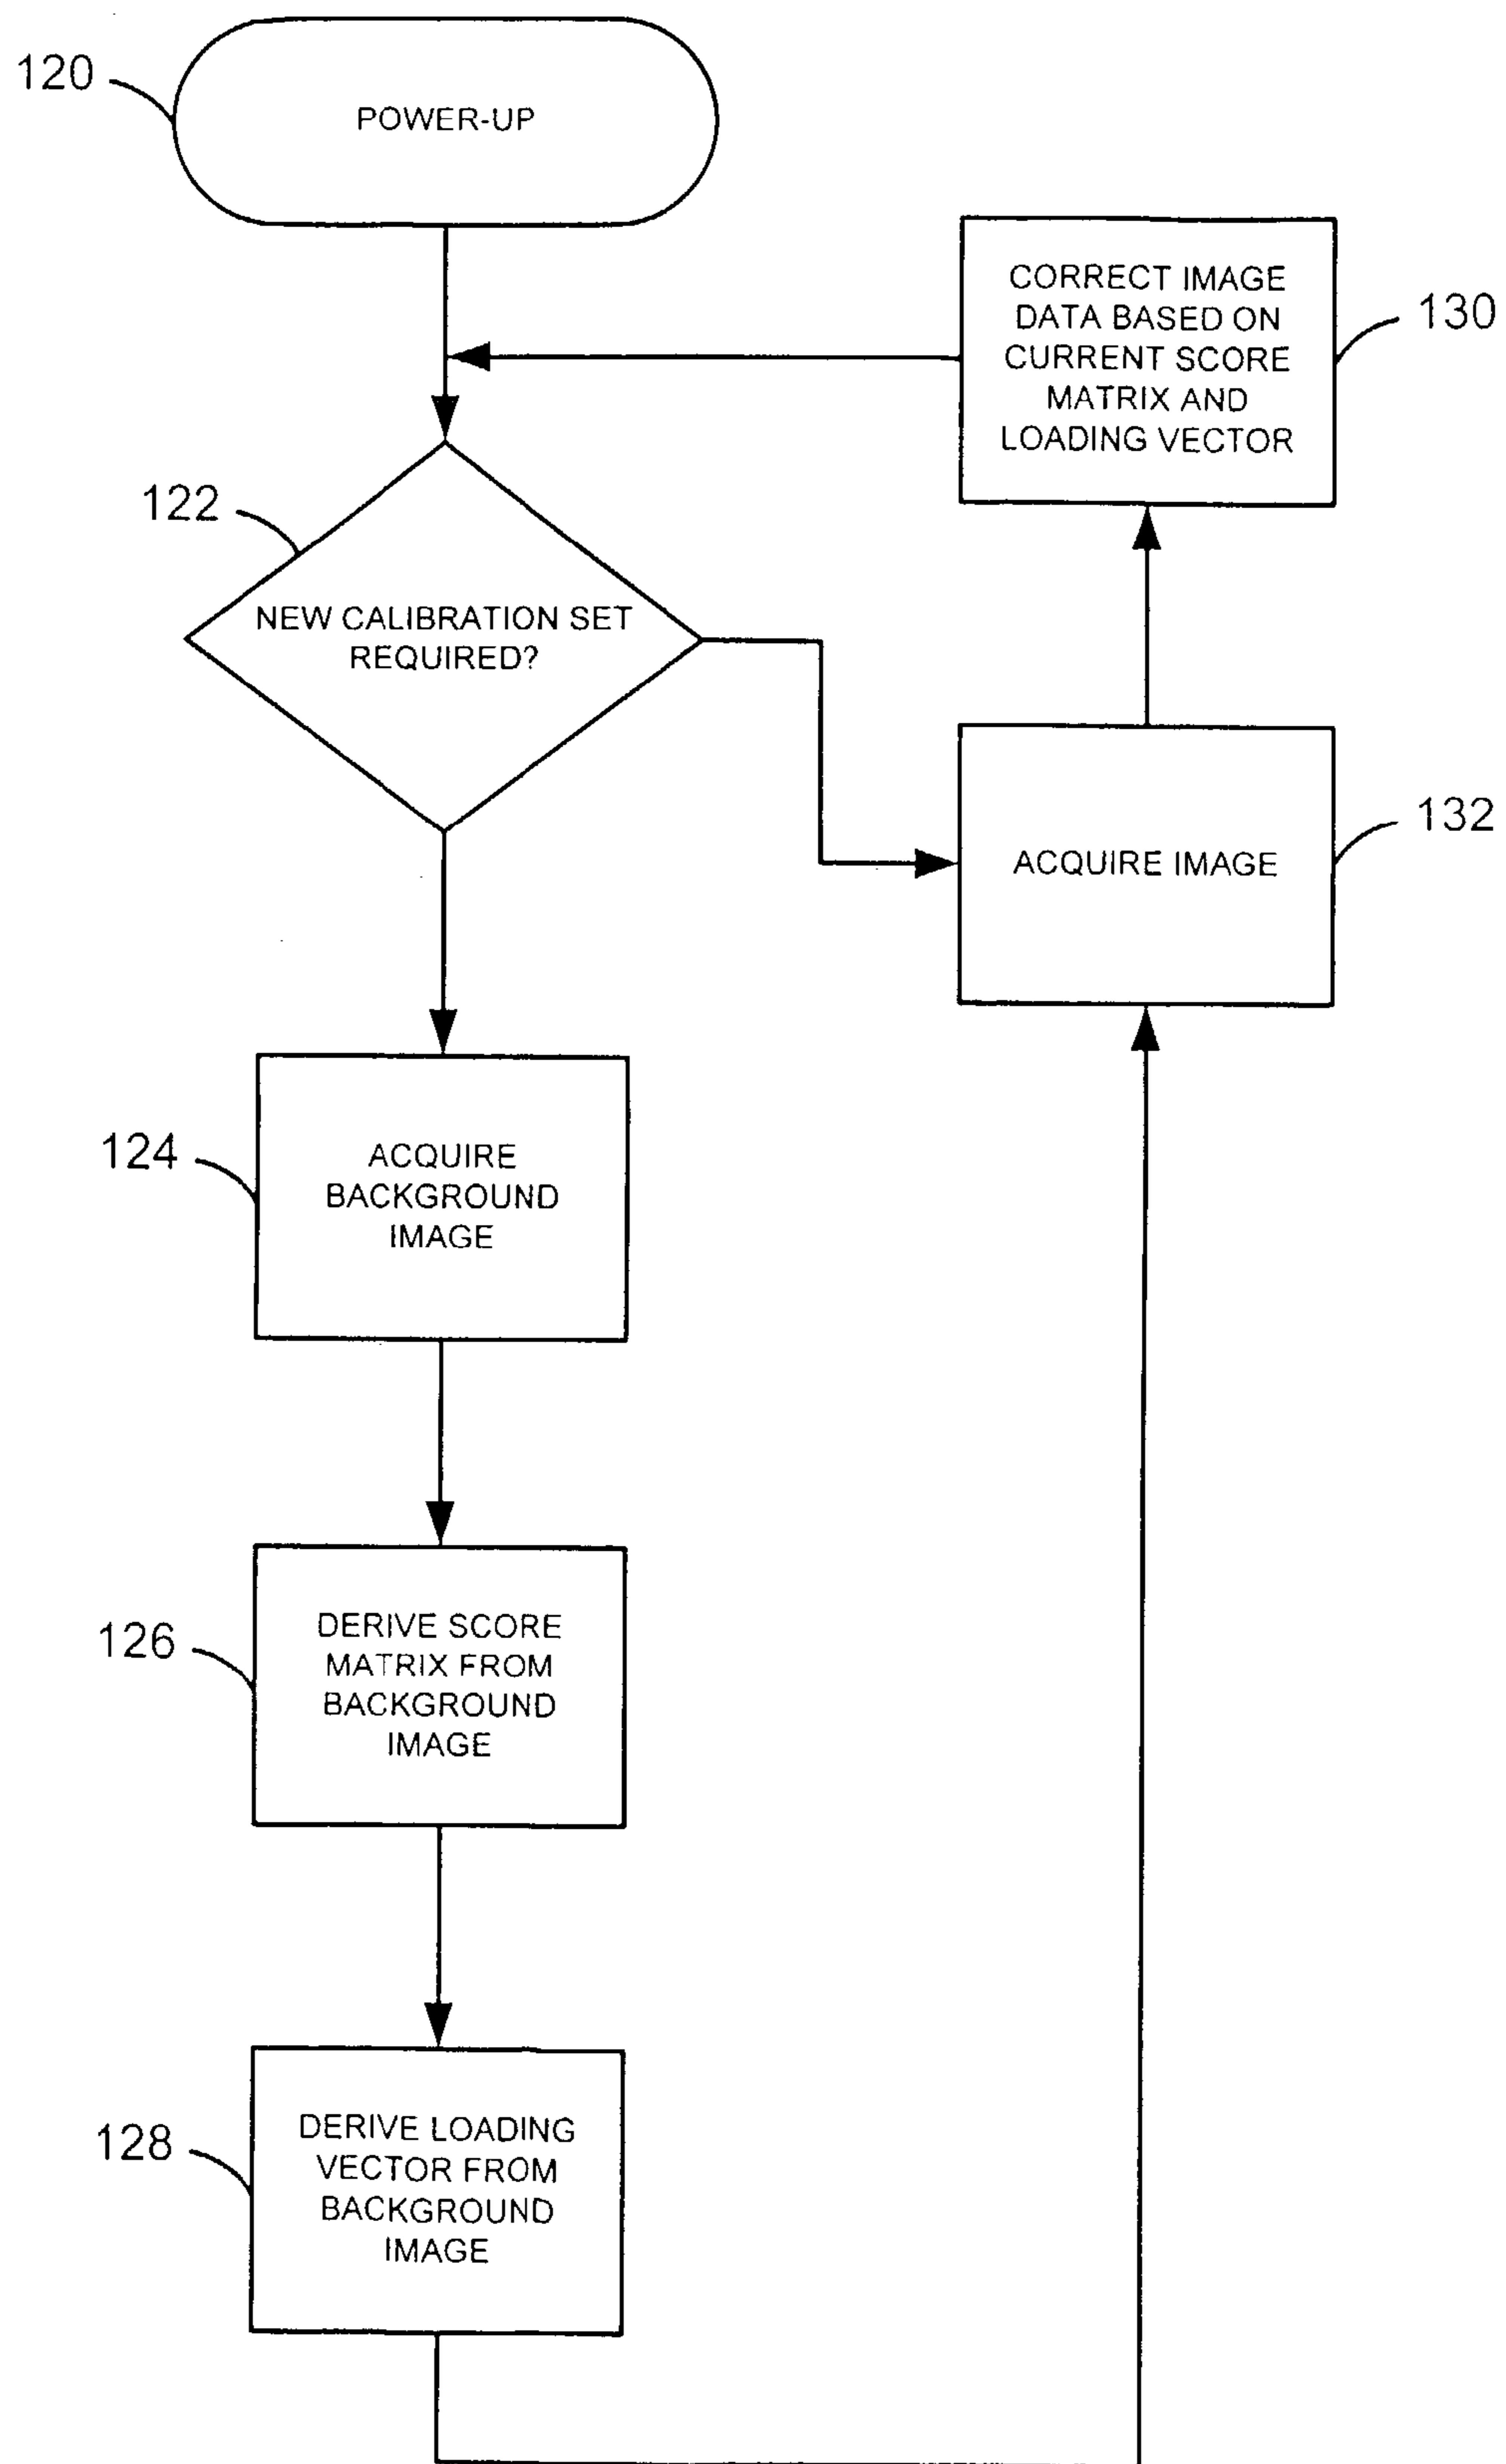 120
POWER-UP
CORRECT IMAGE
DATA BASED ON
CURRENT SCORE
MATRIX AND
LOADING VECTOR
130
122
NEW CALIBRATION SET
REQUIRED?
132
ACQUIRE IMAGE
124
ACQUIRE
BACKGROUND
IMAGE
126
DERIVE SCORE
MATRIX FROM
BACKGROUND
IMAGE
128
DERIVE LOADING
VECTOR FROM
BACKGROUND
IMAGE